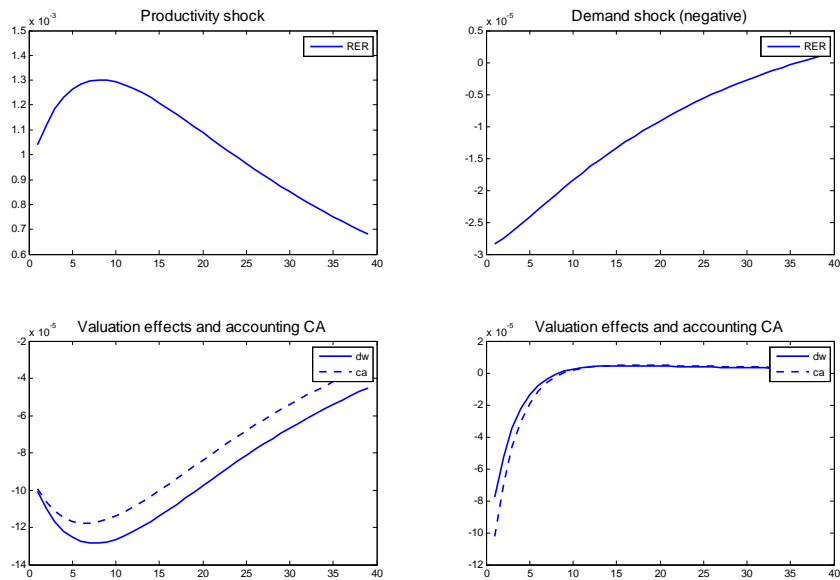 Productivity shock
x 10-3
RER
1.5
1.4
1.3
1.2
1.1
1
0.9
0.8
0.7
0.6
0 5 10 15 20 25 30 35 40
Demand shock (negative)
x 10-5
RER
0.5
0
-0.5
-1
-1.5
-2
-2.5
-3
0 5 10 15 20 25 30 35 40
Valuation effects and accounting CA
x 10-5
dw
ca
-2
-4
-6
-8
-10
-12
-14
0 5 10 15 20 25 30 35 40
Valuation effects and accounting CA
x 10-5
dw
ca
2
0
-2
-4
-6
-8
-10
-12
0 5 10 15 20 25 30 35 40